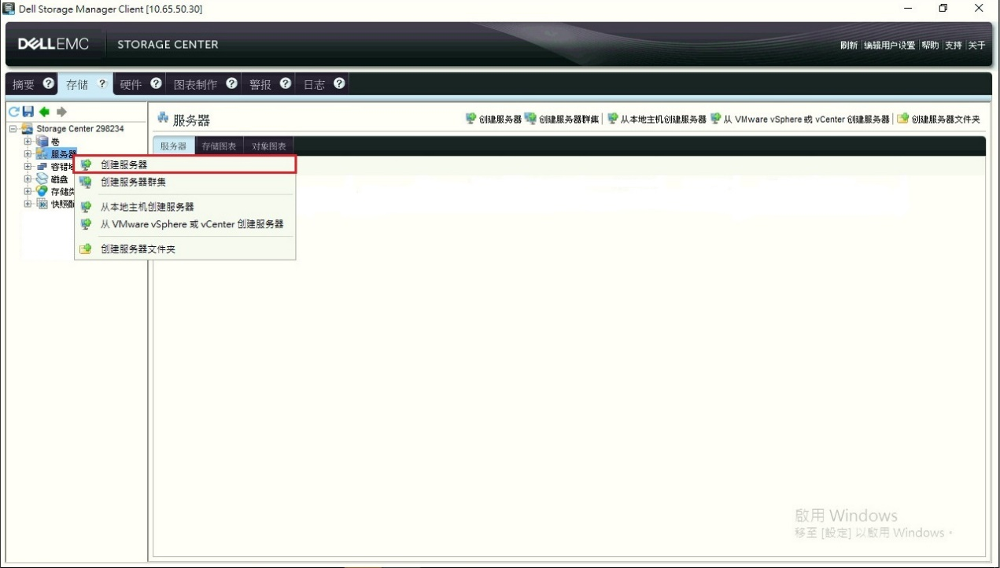 Dell Storage Manager Client [10.65.50.30]
DELLEMC STORAGE CENTER
刷新 编辑用户设置 帮助 支持 关于
摘要 存储 硬件 图表制作 警报 日志
Storage Center 298234
卷
服务器
容错域
磁盘
存储类
快照配
服务器
创建服务器 创建服务器群集 从本地主机创建服务器 从 VMware vSphere 或 vCenter 创建服务器 创建服务器文件夹
服务器 存储图表 对象图表
创建服务器
创建服务器群集
从本地主机创建服务器
从 VMware vSphere 或 vCenter 创建服务器
创建服务器文件夹
啟用 Windows
移至 [設定] 以啟用 Windows。